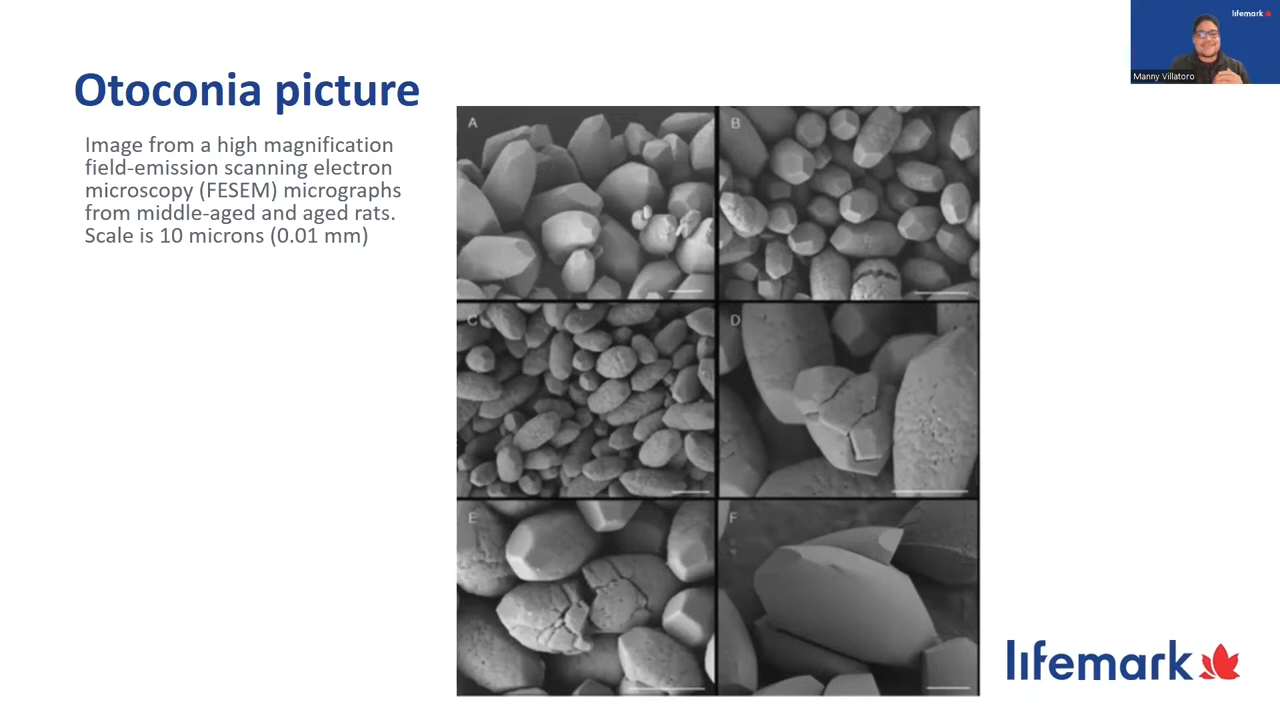 lifemark
Manny Villatoro
Otoconia picture
Image from a high magnification
field-emission scanning electron
microscopy (FESEM) micrographs
from middle-aged and aged rats.
Scale is 10 microns (0.01 mm)
A
B
C
D
E
F
lifemark